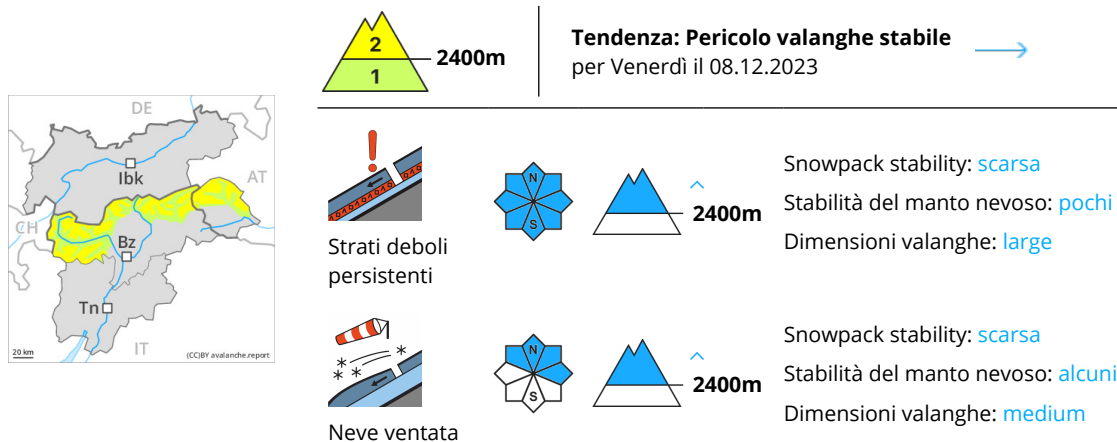 2
1
2400m
Tendenza: Pericolo valanghe stabile
per Venerdì il 08.12.2023
DE
Ibk
AT
CH
Bz
Tn
IT
20 km
(CC)BY avalanche.report
N
S
2400m
Strati deboli
persistenti
Snowpack stability: scarsa
Stabilità del manto nevoso: pochi
Dimensioni valanghe: large
N
S
2400m
Neve ventata
Snowpack stability: scarsa
Stabilità del manto nevoso: alcuni
Dimensioni valanghe: medium